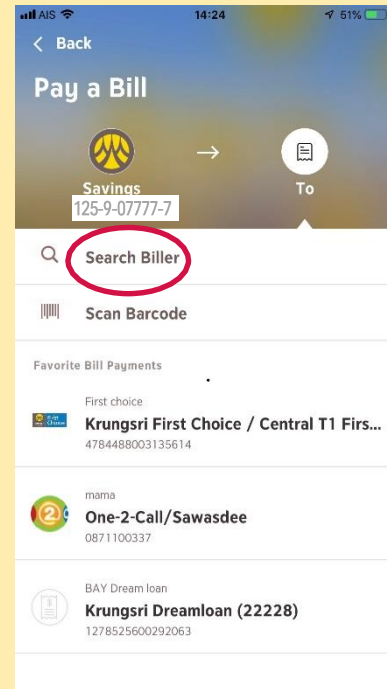 AIS 14:24 51%
Back
Pay a Bill
Savings To
125-9-07777-7
Search Biller
Scan Barcode
Favorite Bill Payments
First choice
Krungsri First Choice / Central T1 Firs...
4784488003135614
mama
One-2-Call/Sawasdee
0871100337
BAY Dream loan
Krungsri Dreamloan (22228)
1278525600292063